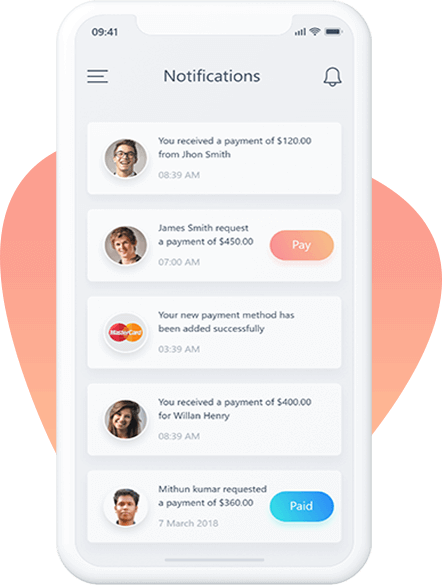 09:41
Notifications
You received a payment of $120.00
from Jhon Smith
08:39 AM
James Smith request
a payment of $450.00
07:00 AM
Pay
Your new payment method has
been added successfully
03:39 AM
MasterCard
You received a payment of $400.00
for Willan Henry
08:39 AM
Mithun kumar requested
a payment of $360.00
7 March 2018
Paid